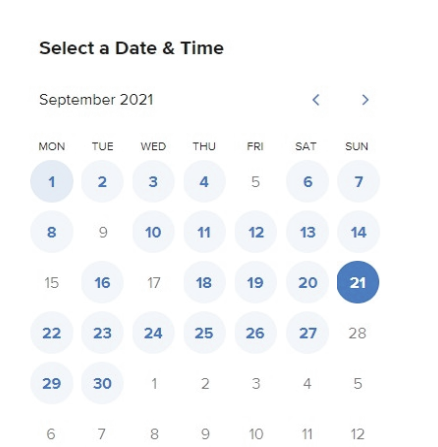 Select a Date & Time
September 2021
MON TUE WED THU FRI SAT SUN
1 2 3 4 5 6 7
8 9 10 11 12 13 14
15 16 17 18 19 20 21
22 23 24 25 26 27 28
29 30 1 2 3 4 5
6 7 8 9 10 11 12